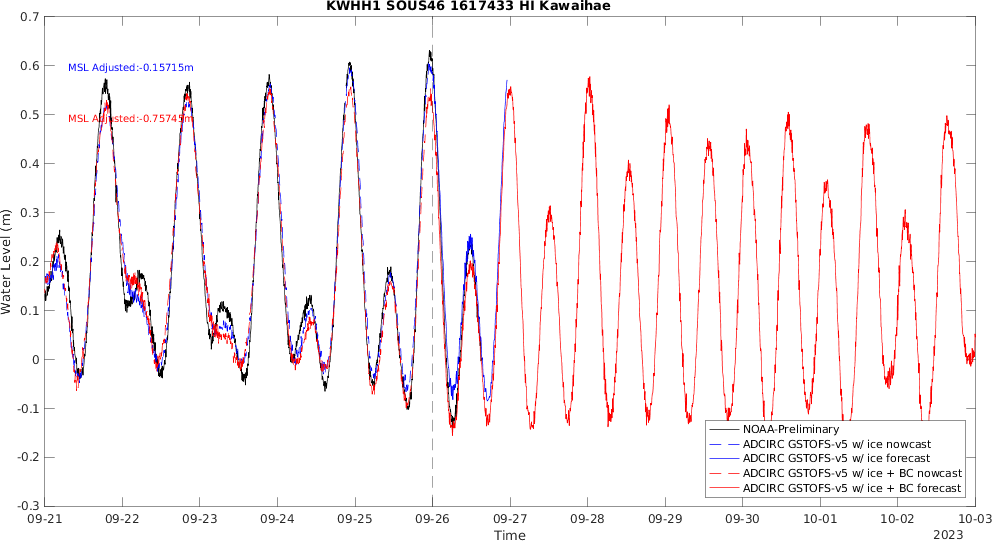 KWHH1 SOUS46 1617433 HI Kawaihae
0.7
0.6
0.5
0.4
0.3
0.2
0.1
0
-0.1
-0.2
-0.3
Water Level (m)
MSL Adjusted:-0.15715m
MSL Adjusted:-0.75745m
NOAA-Preliminary
ADCIRC GSTOFS-v5 w/ ice nowcast
ADCIRC GSTOFS-v5 w/ ice forecast
ADCIRC GSTOFS-v5 w/ ice + BC nowcast
ADCIRC GSTOFS-v5 w/ ice + BC forecast
09-21 09-22 09-23 09-24 09-25 09-26 09-27 09-28 09-29 09-30 10-01 10-02 10-03
Time
2023